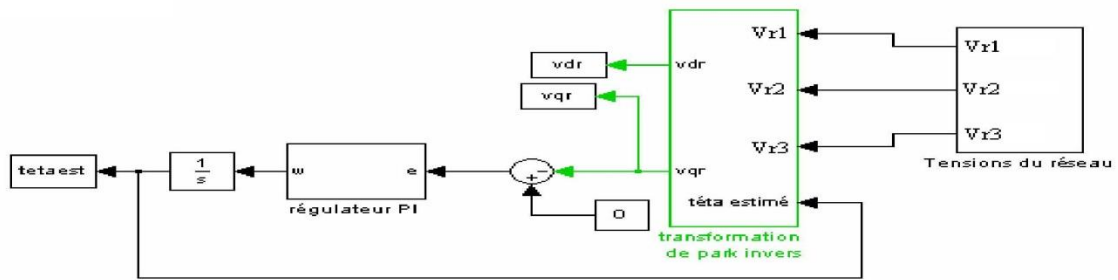 Vr1
Vr1
vdr
vdr
vqr
Vr2
Vr2
Vr3
Vr3
Tensions du réseau
tetaest
1
s
w
e
régulateur PI
+
-
0
vqr
téta estimé
transformation
de park invers